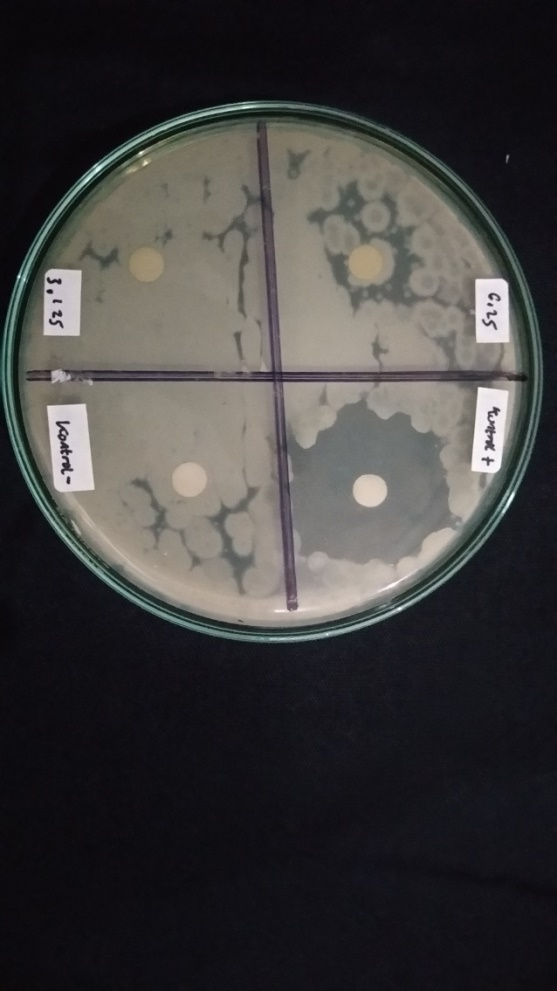 3,125
6,25
kontrol +
kontrol -